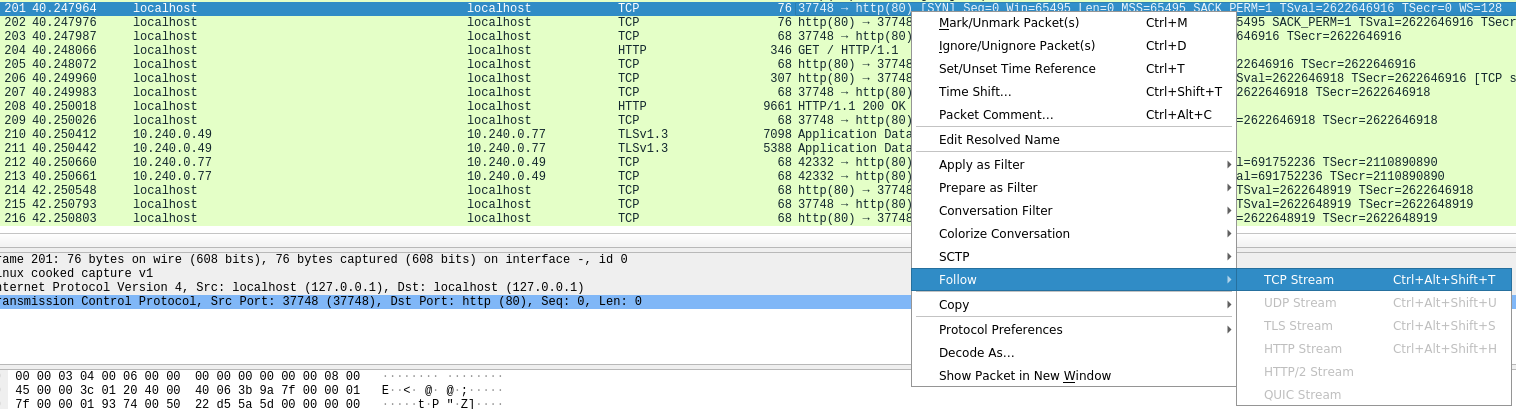 201 40.247964 localhost localhost TCP 76 37748 → http(80) [SYN] Seq=0 Win=65495 Len=0 MSS=65495 SACK_PERM=1 TSval=2622646916 TSecr=0 WS=128
202 40.247976 localhost localhost TCP 76 http(80) → 37748 5495 SACK_PERM=1 TSval=2622646916 TSecr
203 40.247987 localhost localhost TCP 68 37748 → http(80) 646916 TSecr=2622646916
204 40.248066 localhost localhost HTTP 346 GET / HTTP/1.1
205 40.248072 localhost localhost TCP 68 http(80) → 37748 2622646916 TSecr=2622646916
206 40.249960 localhost localhost TCP 307 http(80) → 37748 Sval=2622646918 TSecr=2622646916 [TCP s
207 40.249983 localhost localhost TCP 68 37748 → http(80) 2622646918 TSecr=2622646918
208 40.250018 localhost localhost HTTP 9661 HTTP/1.1 200 OK
209 40.250026 localhost localhost TCP 68 37748 → http(80) =2622646918 TSecr=2622646918
210 40.250412 10.240.0.49 10.240.0.77 TLSv1.3 7098 Application Data
211 40.250442 10.240.0.49 10.240.0.77 TLSv1.3 5388 Application Data
212 40.250660 10.240.0.77 10.240.0.49 TCP 68 42332 → http(80) al=691752236 TSecr=2110890890
213 40.250661 10.240.0.77 10.240.0.49 TCP 68 42332 → http(80) al=691752236 TSecr=2110890890
214 42.250548 localhost localhost TCP 68 http(80) → 37748 TSval=2622648919 TSecr=2622646918
215 42.250793 localhost localhost TCP 68 37748 → http(80) TSval=2622648919 TSecr=2622648919
216 42.250803 localhost localhost TCP 68 http(80) → 37748 =2622648919 TSecr=2622648919
Mark/Unmark Packet(s) Ctrl+M
Ignore/Unignore Packet(s) Ctrl+D
Set/Unset Time Reference Ctrl+T
Time Shift… Ctrl+Shift+T
Packet Comment… Ctrl+Alt+C
Edit Resolved Name
Apply as Filter
Prepare as Filter
Conversation Filter
Colorize Conversation
SCTP
Follow
Copy
Protocol Preferences
Decode As…
Show Packet in New Window
TCP Stream Ctrl+Alt+Shift+T
UDP Stream Ctrl+Alt+Shift+U
TLS Stream Ctrl+Alt+Shift+S
HTTP Stream Ctrl+Alt+Shift+H
HTTP/2 Stream
QUIC Stream
rame 201: 76 bytes on wire (608 bits), 76 bytes captured (608 bits) on interface -, id 0
inux cooked capture v1
nternet Protocol Version 4, Src: localhost (127.0.0.1), Dst: localhost (127.0.0.1)
ransmission Control Protocol, Src Port: 37748 (37748), Dst Port: http (80), Seq: 0, Len: 0
00 00 03 04 00 06 00 00 00 00 00 00 00 00 08 00 ········ ········
45 00 00 3c 01 20 40 00 40 06 3b 9a 7f 00 00 01 E··<· @· @·;·····
7f 00 00 01 93 74 00 50 22 d5 5a 5d 00 00 00 00 ·····t·P "·Z]····